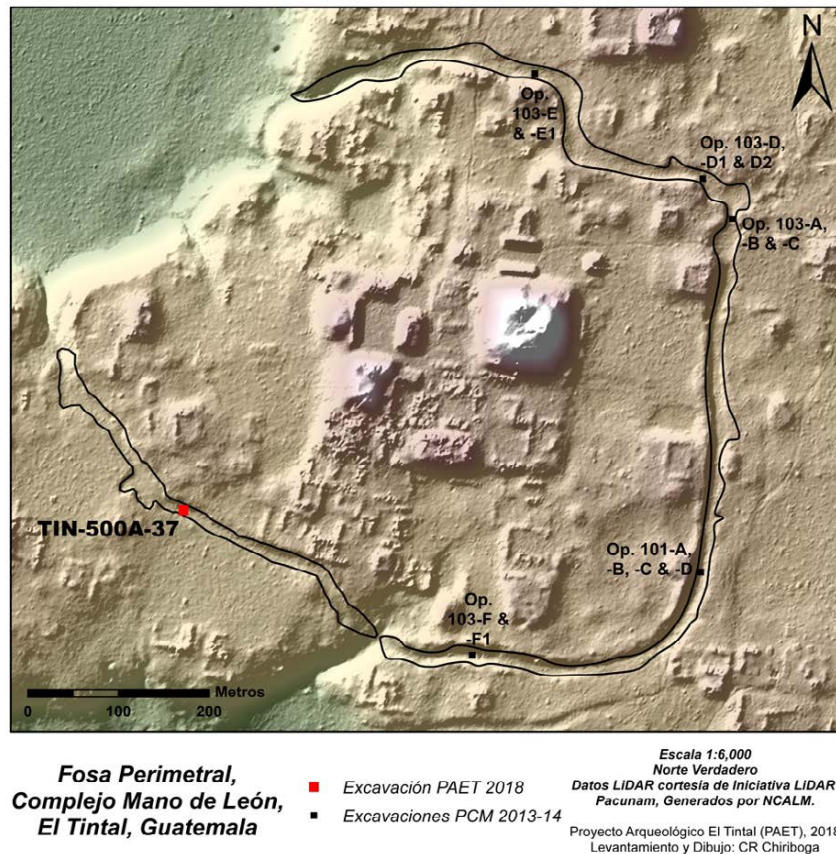 N
Op.
103-E
& -E1
Op. 103-D,
-D1 & D2
Op. 103-A,
-B & -C
TIN-500A-37
Op. 101-A,
-B, -C & -D
Op.
103-F &
-F1
Metros
0 100 200
Fosa Perimetral,
Complejo Mano de León,
El Tintal, Guatemala
Excavación PAET 2018
Excavaciones PCM 2013-14
Escala 1:6,000
Norte Verdadero
Datos LiDAR cortesía de Iniciativa LiDAR
Pacunam, Generados por NCALM.
Proyecto Arqueológico El Tintal (PAET), 2018
Levantamiento y Dibujo: CR Chiriboga